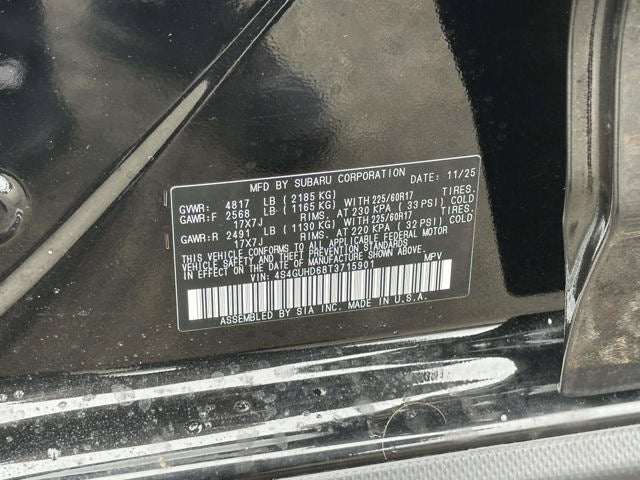 MFD BY SUBARU CORPORATION DATE: 11/25
GVWR: 4817 LB (2185 KG)
GAWR:F 2568 LB (1165 KG) WITH 225/60R17 TIRES.
17X7J RIMS. AT 230 KPA (33 PSI) COLD
GAWR:R 2491 LB (1130 KG) WITH 225/60R17 TIRES.
17X7J RIMS. AT 220 KPA (32 PSI) COLD
THIS VEHICLE CONFORMS TO ALL APPLICABLE FEDERAL MOTOR
VEHICLE SAFETY, BUMPER, AND THEFT PREVENTION STANDARDS
IN EFFECT ON THE DATE OF MANUFACTURE SHOWN ABOVE.
VIN: 4S4GUHD68T3715901 MPV
ASSEMBLED BY SIA INC. MADE IN U.S.A.